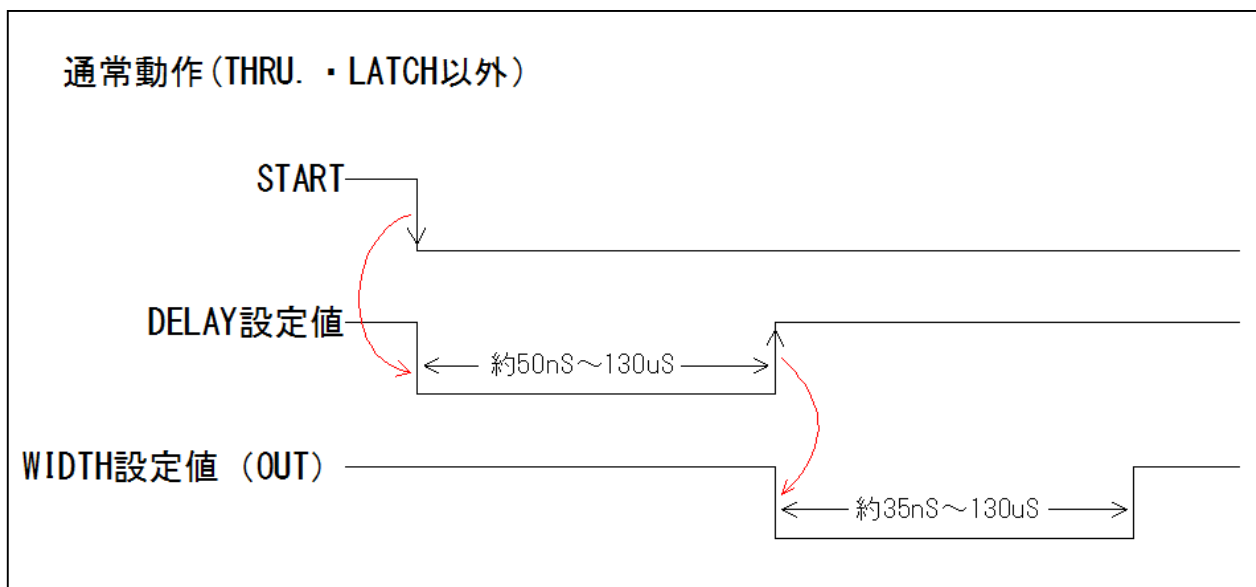 通常動作(THRU.・LATCH以外)
START
DELAY設定値
約50nS～130uS
WIDTH設定値 (OUT)
約35nS～130uS